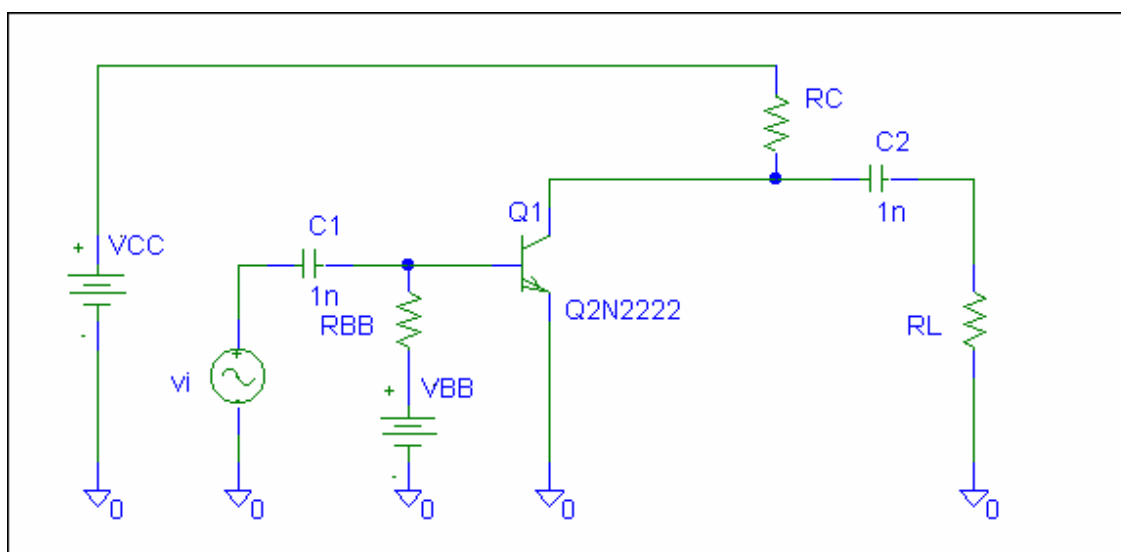 RC
C2
1n
Q1
C1
1n
+
VCC
-
Q2N2222
RBB
RL
+
VBB
-
vi
+
-
0
0
0
0
0